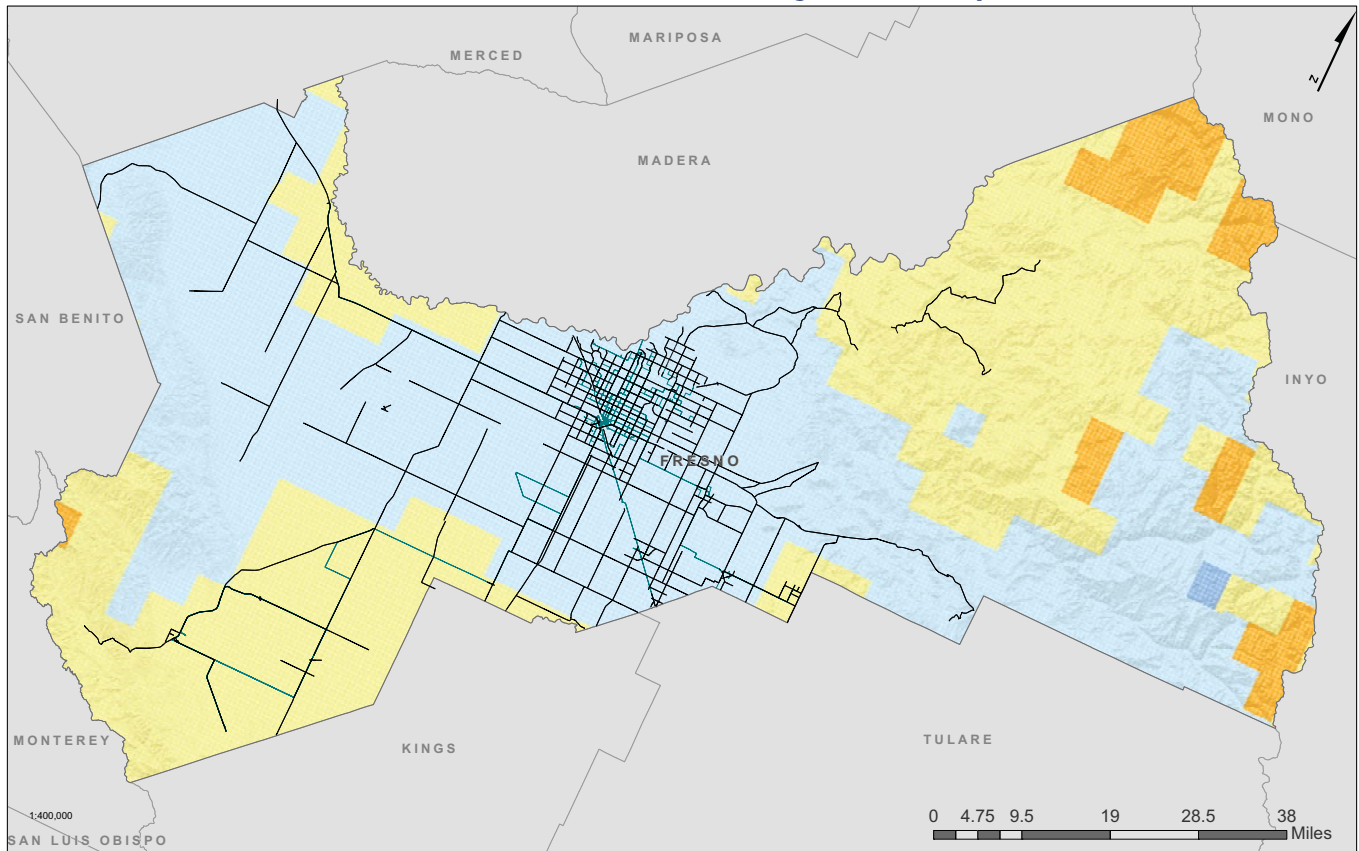 MARIPOSA
MERCED
N
MONO
MADERA
SAN BENITO
INYO
FRESNO
MONTEREY
KINGS
TULARE
1:400,000
0 4.75 9.5 19 28.5 38
Miles
SAN LUIS OBISPO